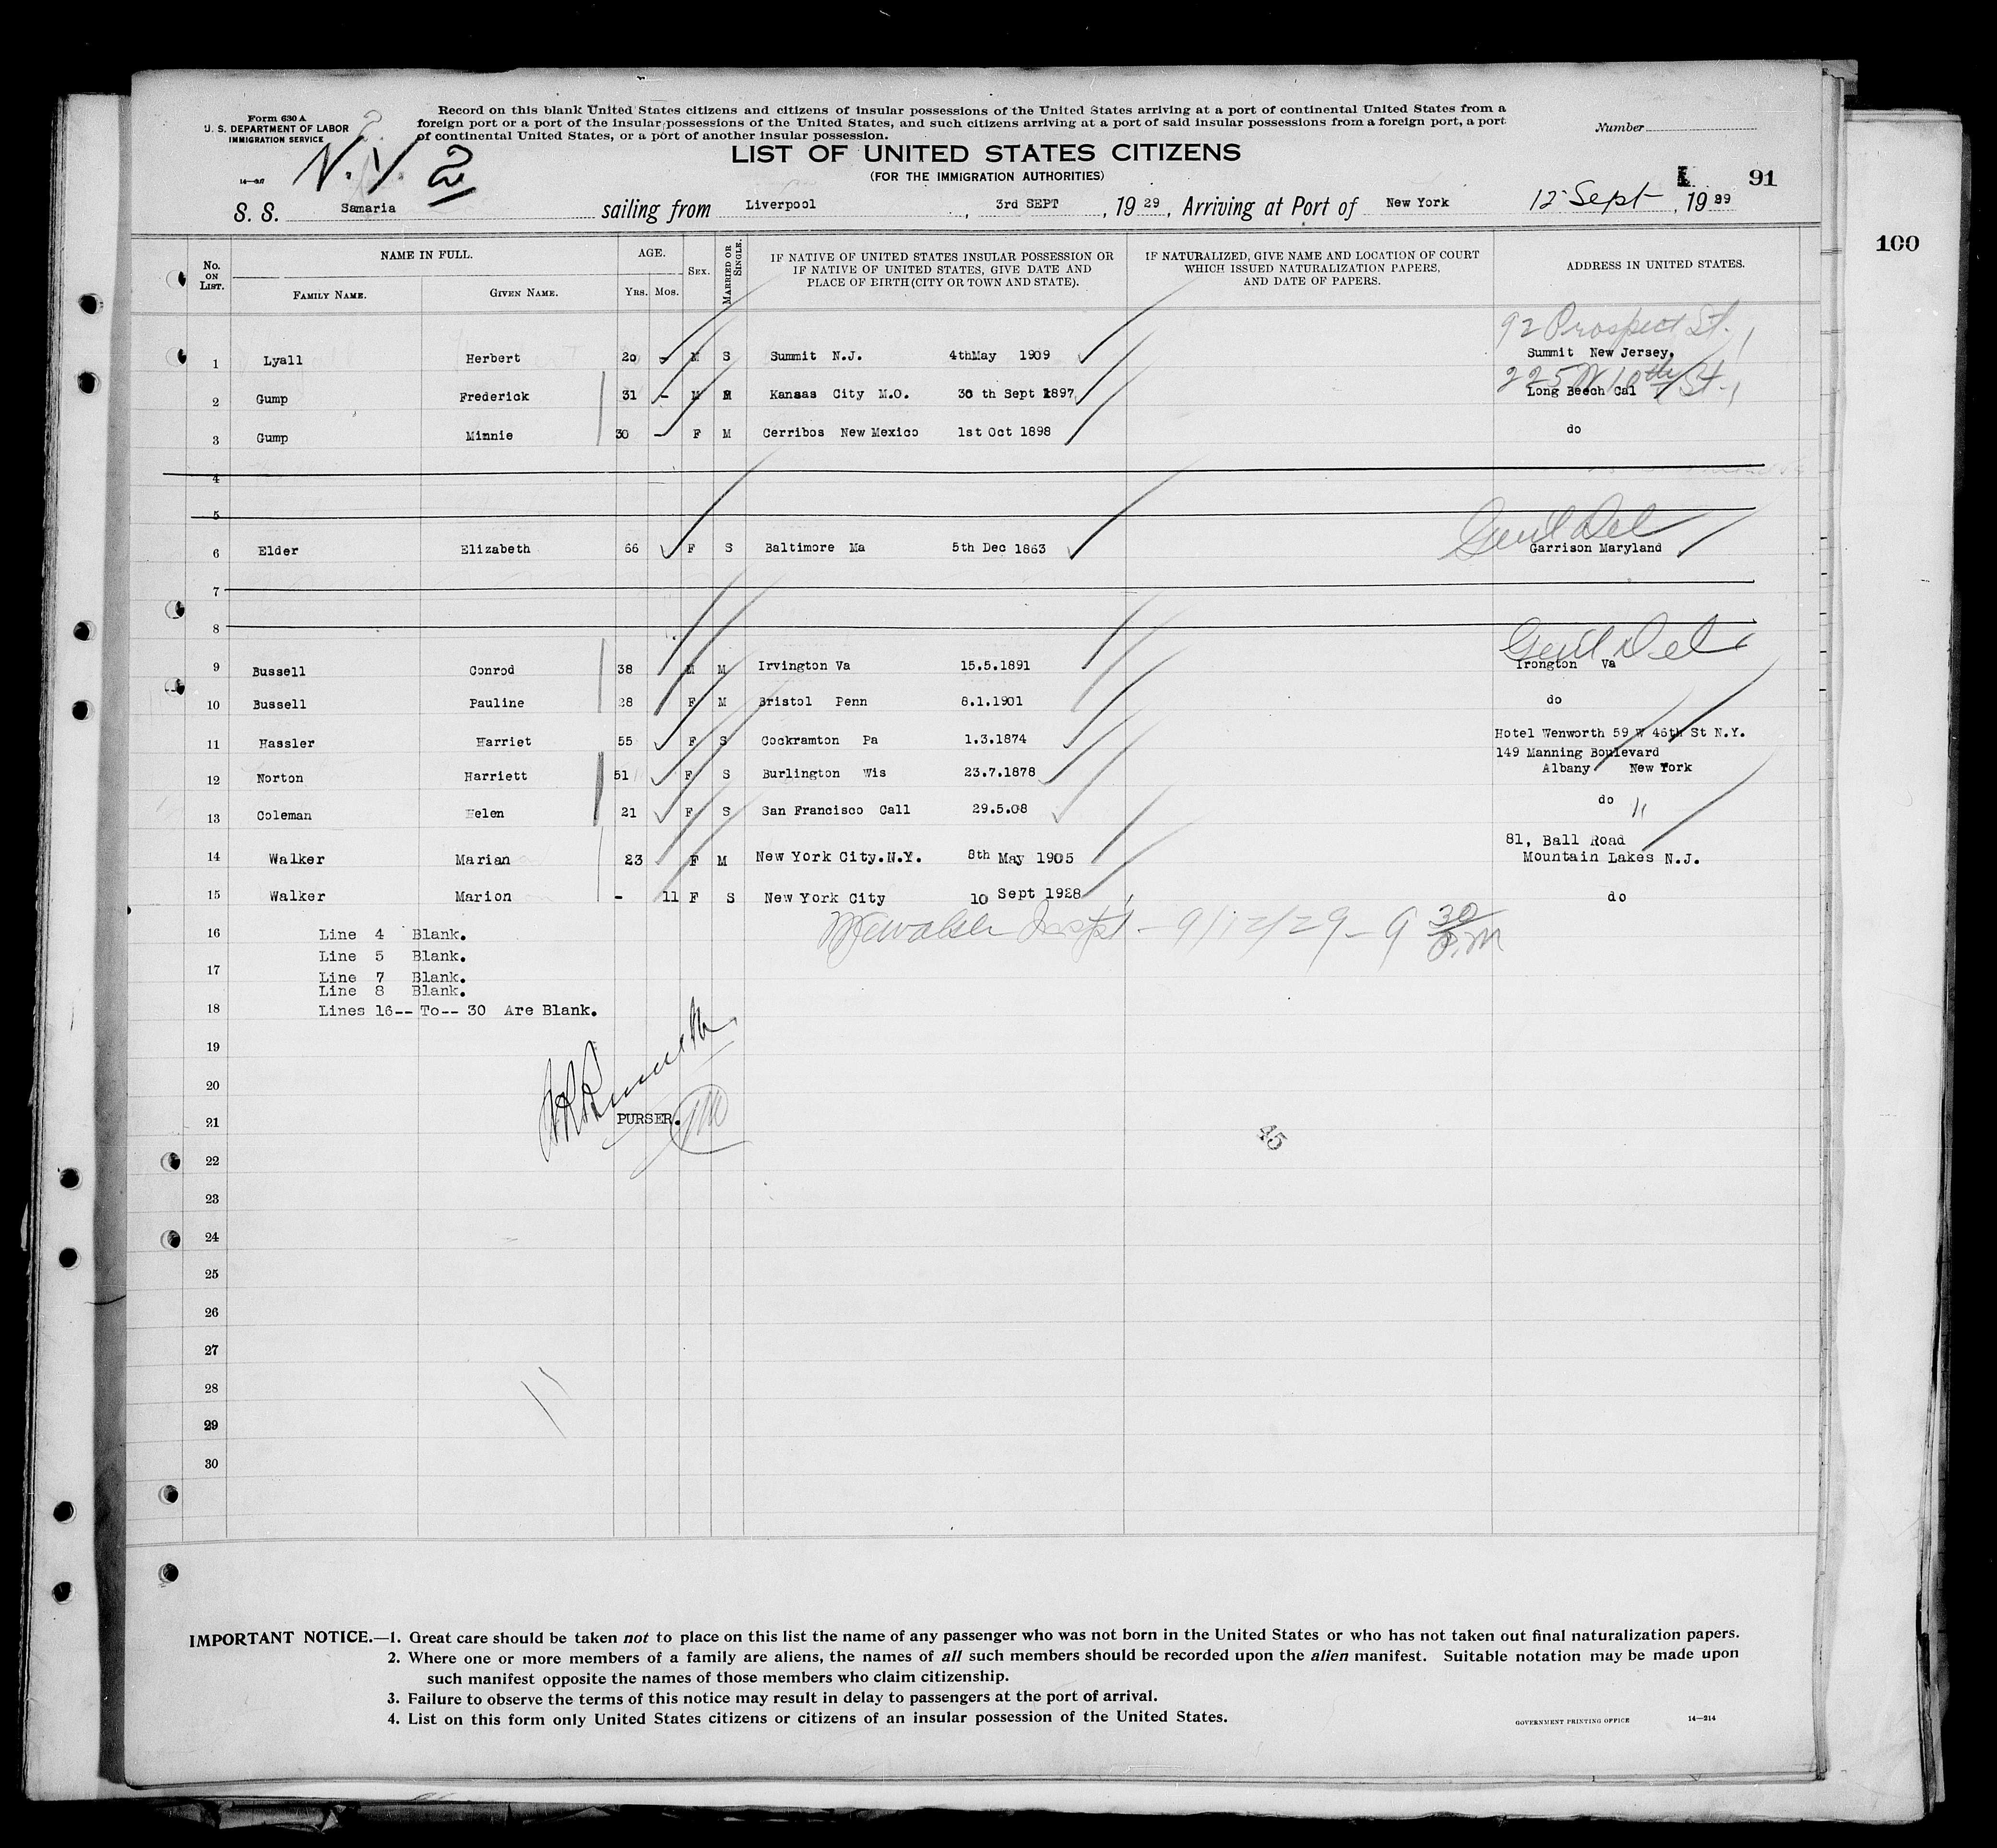 Form 630 A
U. S. DEPARTMENT OF LABOR
IMMIGRATION SERVICE
Record on this blank United States citizens and citizens of insular possessions of the United States arriving at a port of continental United States from a
foreign port or a port of the insular possessions of the United States, and such citizens arriving at a port of said insular possessions from a foreign port, a port
of continental United States, or a port of another insular possession.
Number
N.Y. 2
LIST OF UNITED STATES CITIZENS
(FOR THE IMMIGRATION AUTHORITIES)
91
100
S. S. Samaria sailing from Liverpool, 3rd SEPT, 19 29, Arriving at Port of New York 12 Sept, 19 29
No. ON LIST. NAME IN FULL. AGE. SEX. MARRIED OR SINGLE. IF NATIVE OF UNITED STATES INSULAR POSSESSION OR IF NATIVE OF UNITED STATES, GIVE DATE AND PLACE OF BIRTH (CITY OR TOWN AND STATE). IF NATURALIZED, GIVE NAME AND LOCATION OF COURT WHICH ISSUED NATURALIZATION PAPERS, AND DATE OF PAPERS. ADDRESS IN UNITED STATES.
FAMILY NAME. GIVEN NAME. Yrs. Mos.
92 Prospect St.,
1 Lyall Herbert 20 - M S Summit N.J. 4thMay 1909 Summit New Jersey.
225 W 10th St.,
2 Gump Frederick 31 - M M Kansas City M.O. 30 th Sept 1897 Long Beech Cal
3 Gump Minnie 30 - F M Cerribos New Mexico 1st Oct 1898 do
4
5
Genl Del
6 Elder Elizabeth 66 F S Baltimore Ma 5th Dec 1863 Garrison Maryland
7
8
Genl Del
9 Bussell Conrod 38 M M Irvington Va 15.5.1891 Irongton Va
10 Bussell Pauline 28 F M Bristol Penn 8.1.1901 do
11 Hassler Harriet 55 F S Cockramton Pa 1.3.1874 Hotel Wenworth 59 W 46th St N.Y.
149 Manning Boulevard
12 Norton Harriett 51 F S Burlington Wis 23.7.1878 Albany New York
13 Coleman Helen 21 F S San Francisco Call 29.5.08 do
81, Ball Road
14 Walker Marian 23 F M New York City.N.Y. 8th May 1905 Mountain Lakes N.J.
15 Walker Marion - 11 F S New York City 10 Sept 1928 do
Inspt - 9/12/29 - 9 30 P.M
16 Line 4 Blank.
Line 5 Blank.
17 Line 7 Blank.
Line 8 Blank.
18 Lines 16-- To-- 30 Are Blank.
19
20
21 PURSER.
45
22
23
24
25
26
27
28
29
30
IMPORTANT NOTICE.—1. Great care should be taken not to place on this list the name of any passenger who was not born in the United States or who has not taken out final naturalization papers.
2. Where one or more members of a family are aliens, the names of all such members should be recorded upon the alien manifest. Suitable notation may be made upon
such manifest opposite the names of those members who claim citizenship.
3. Failure to observe the terms of this notice may result in delay to passengers at the port of arrival.
4. List on this form only United States citizens or citizens of an insular possession of the United States.
GOVERNMENT PRINTING OFFICE 14—214